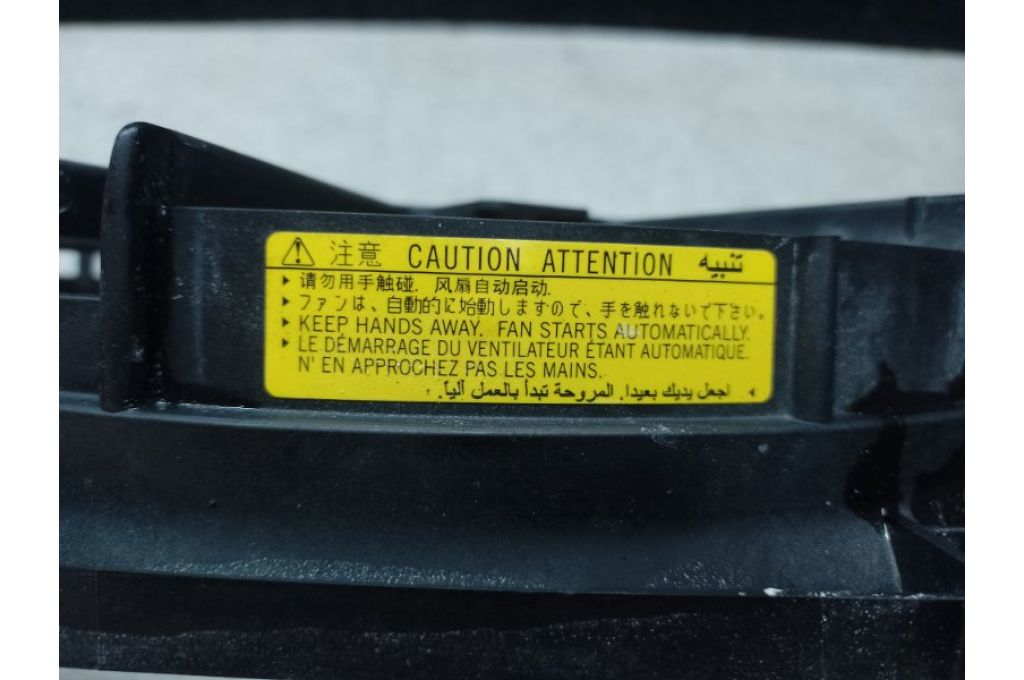 ⚠ 注意 CAUTION ATTENTION تنبيه
▶ 请勿用手触碰. 风扇自动启动.
▶ ファンは、自動的に始動しますので、手を触れないで下さい。
▶ KEEP HANDS AWAY. FAN STARTS AUTOMATICALLY.
▶ LE DÉMARRAGE DU VENTILATEUR ÉTANT AUTOMATIQUE.
N' EN APPROCHEZ PAS LES MAINS.
◀ اجعل يديك بعيدا. المروحة تبدأ بالعمل آلياً.